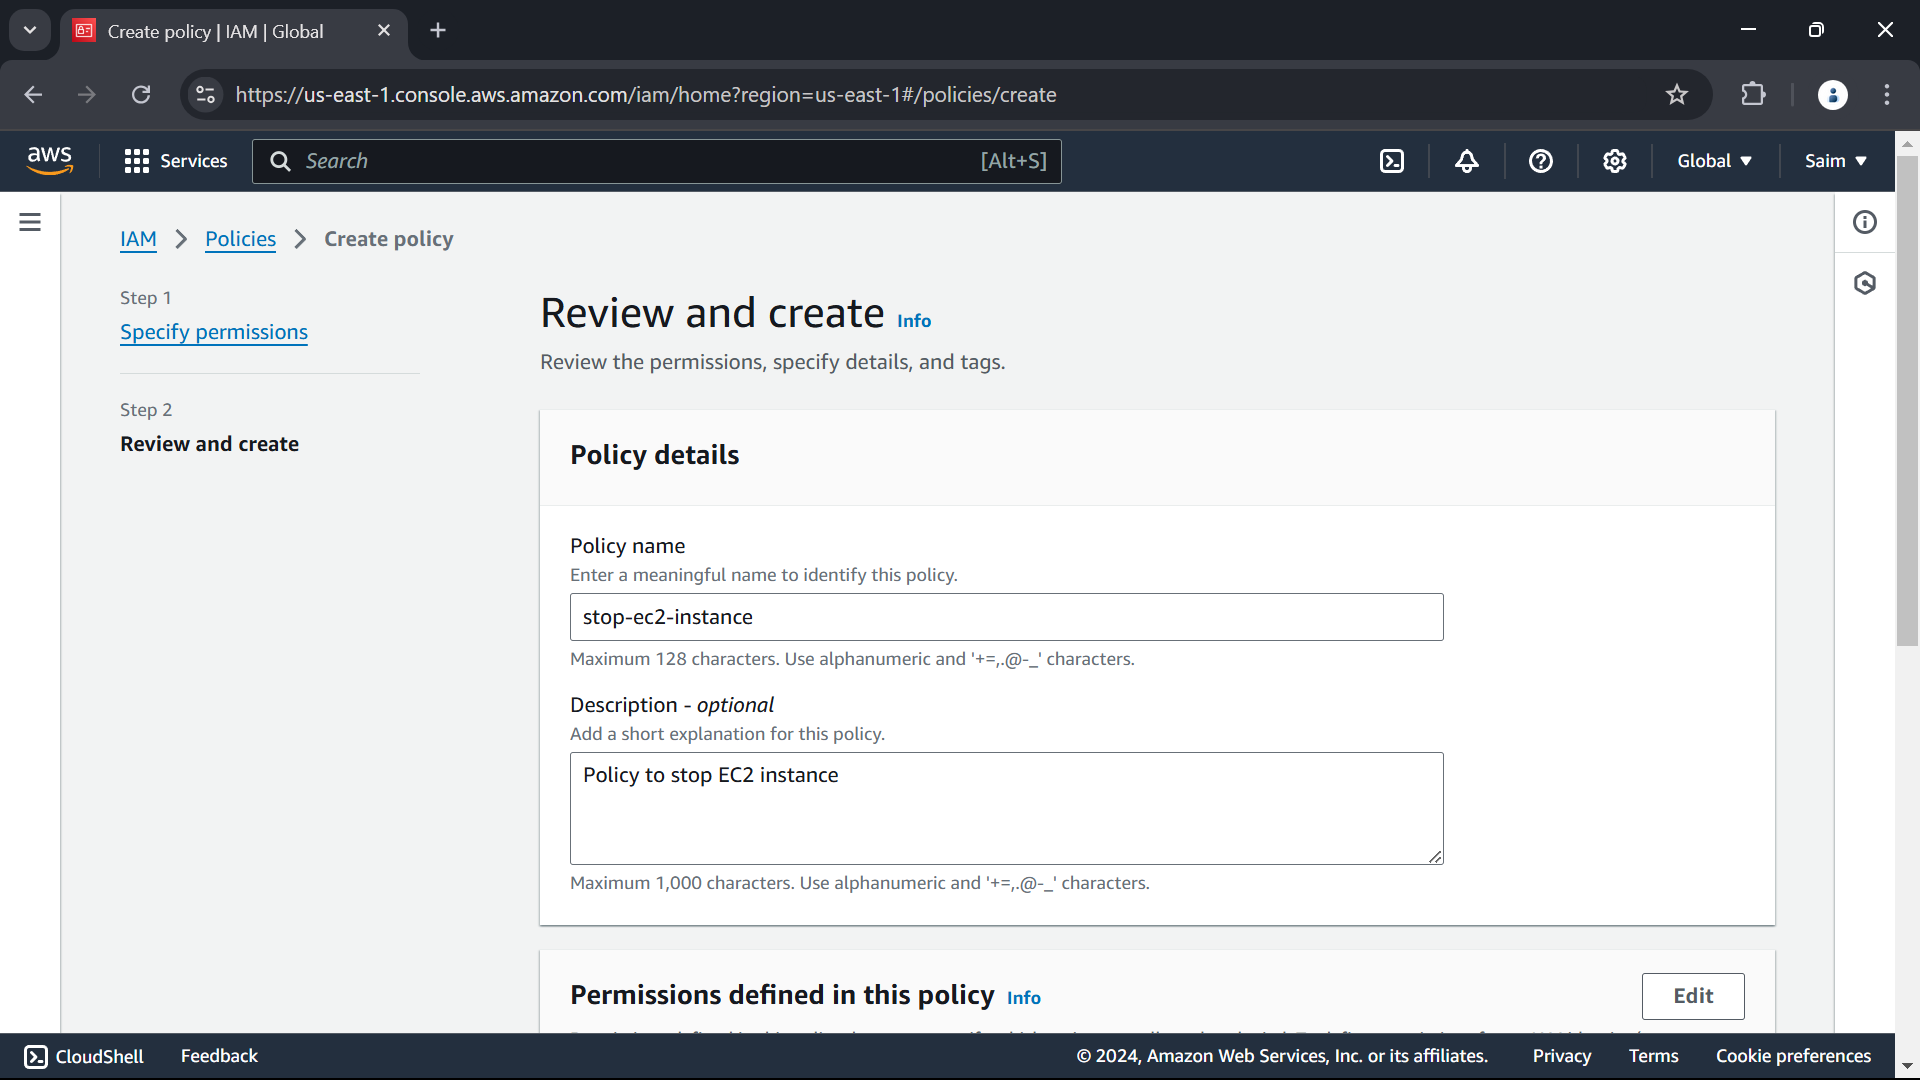 Create policy | IAM | Global
https://us-east-1.console.aws.amazon.com/iam/home?region=us-east-1#/policies/create
aws
Services
Search
[Alt+S]
Global
Saim
IAM
Policies
Create policy
Step 1
Specify permissions
Step 2
Review and create
Review and create Info
Review the permissions, specify details, and tags.
Policy details
Policy name
Enter a meaningful name to identify this policy.
stop-ec2-instance
Maximum 128 characters. Use alphanumeric and '+=,.@-_' characters.
Description - optional
Add a short explanation for this policy.
Policy to stop EC2 instance
Maximum 1,000 characters. Use alphanumeric and '+=,.@-_' characters.
Permissions defined in this policy Info
Edit
CloudShell
Feedback
© 2024, Amazon Web Services, Inc. or its affiliates.
Privacy
Terms
Cookie preferences